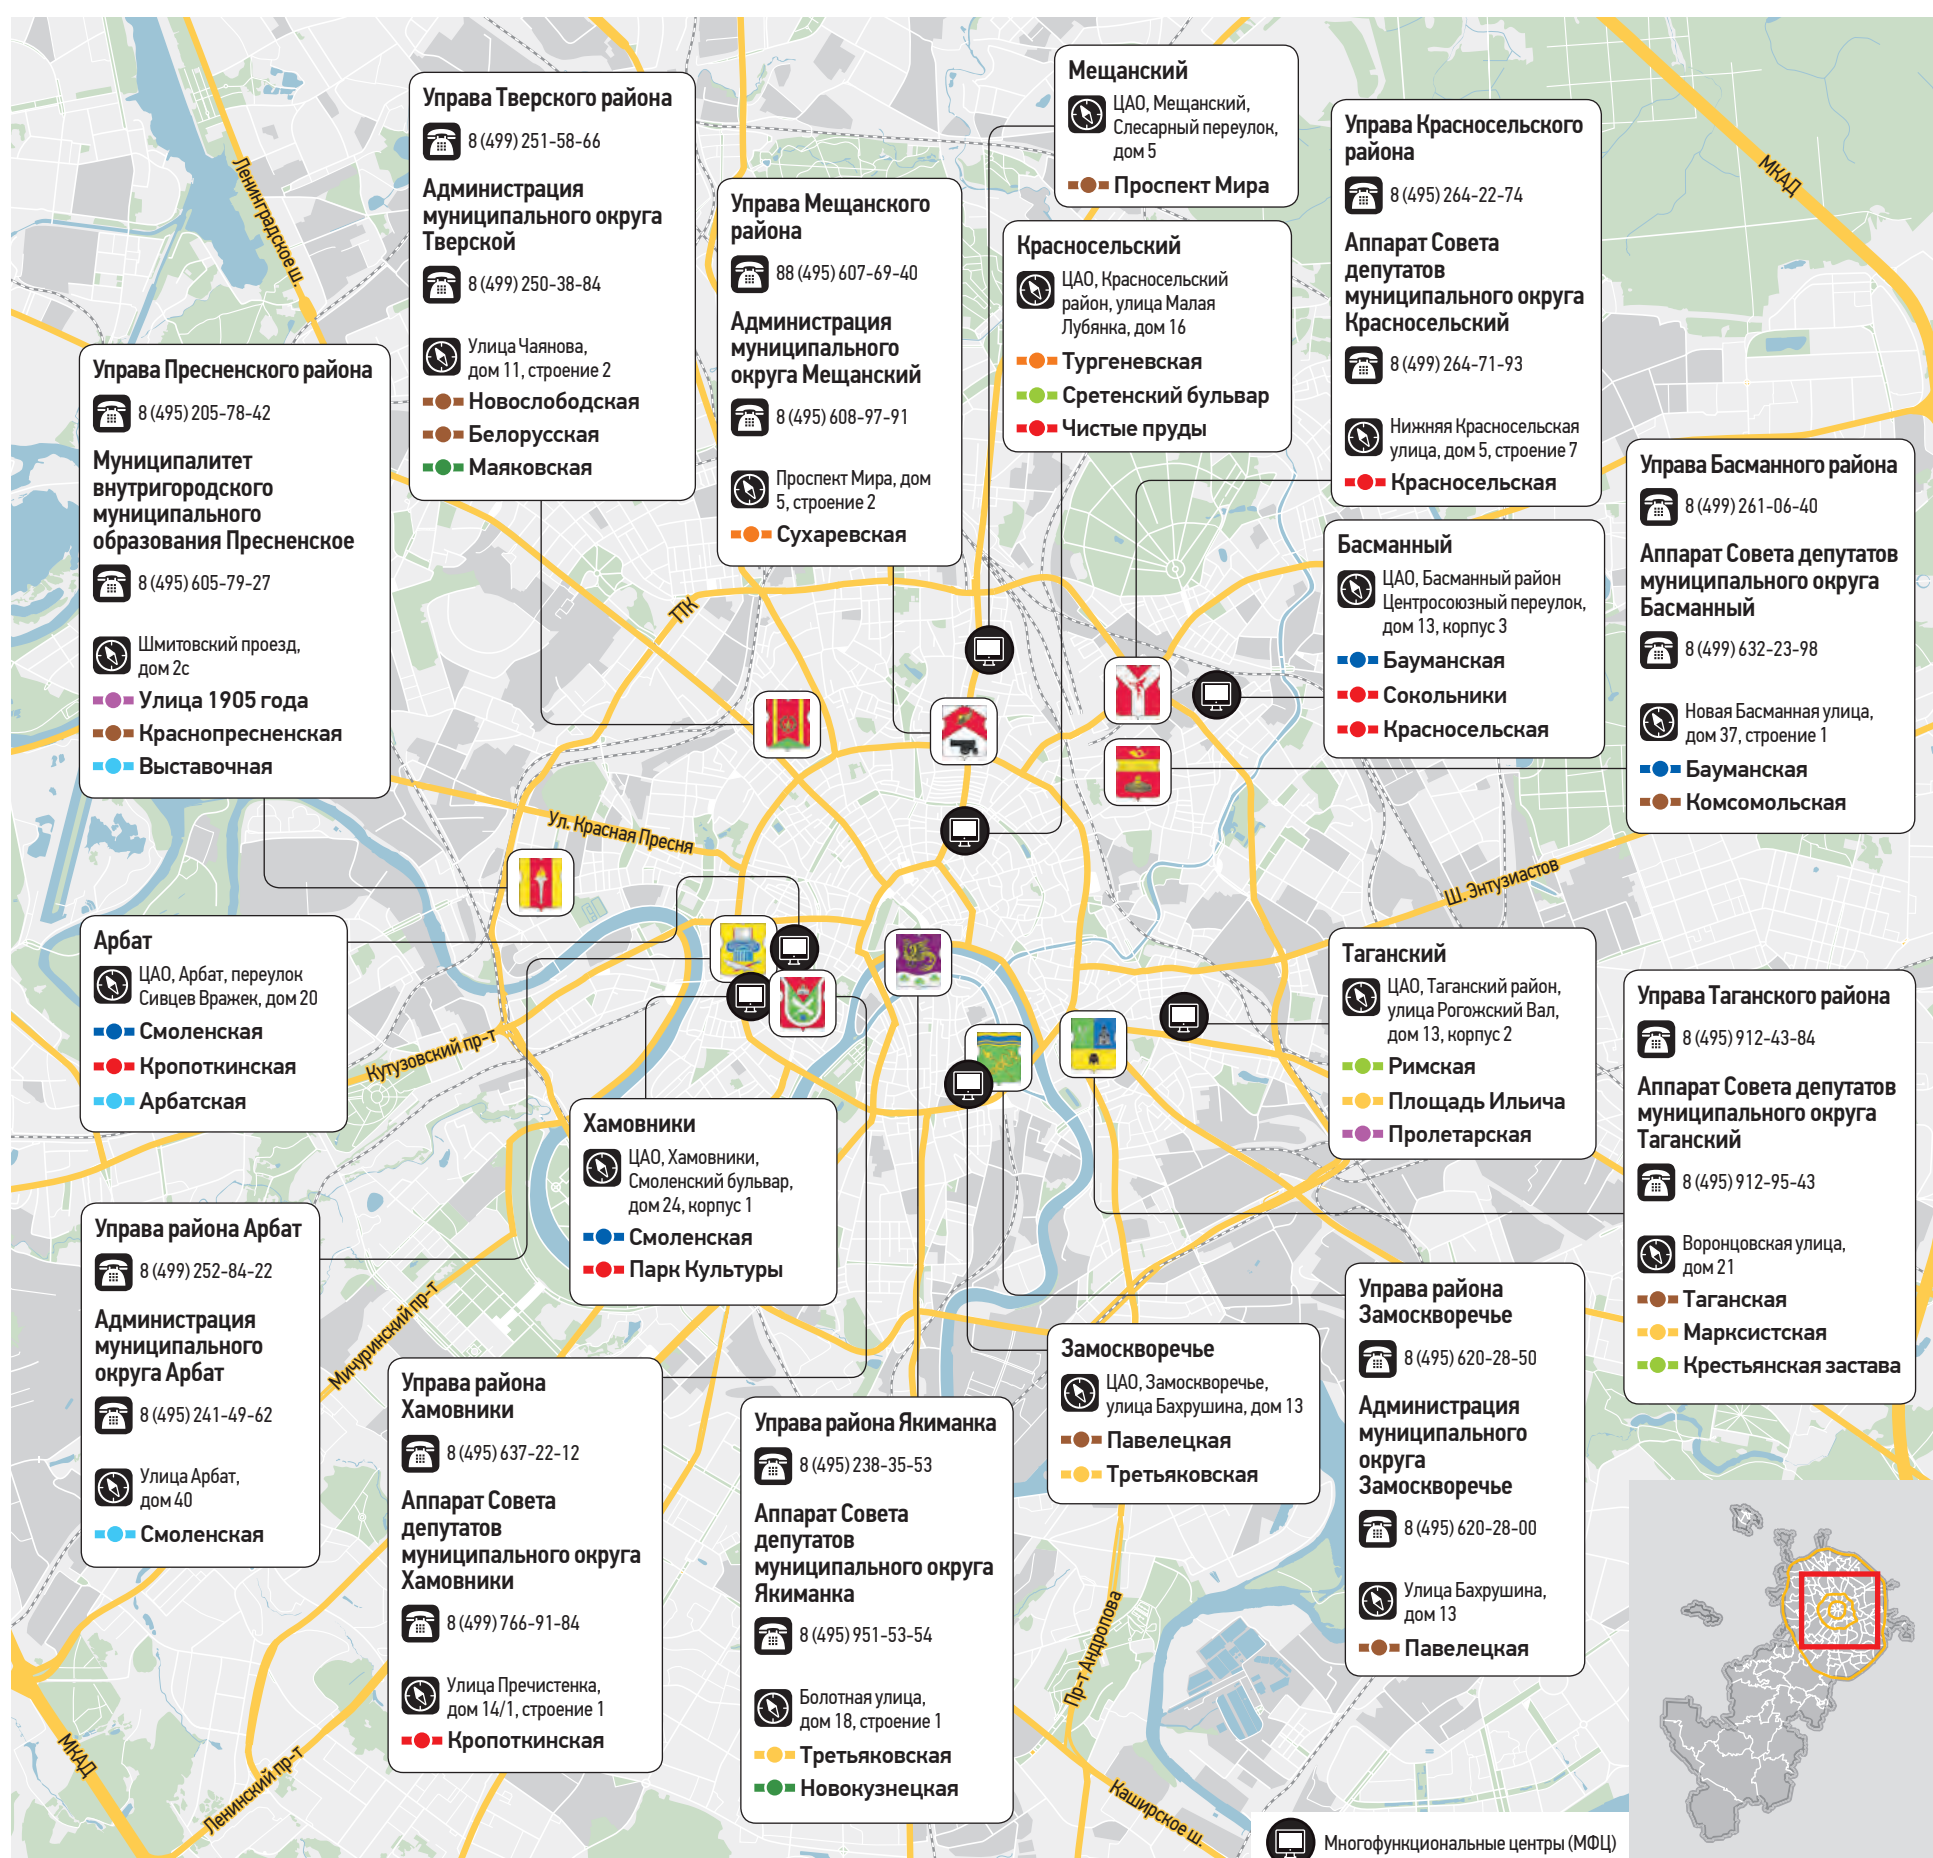 Мещанский
ЦАО, Мещанский,
Слесарный переулок,
дом 5
Проспект Мира
Управа Тверского района
8 (499) 251-58-66
Администрация
муниципального округа
Тверской
8 (499) 250-38-84
Улица Чаянова,
дом 11, строение 2
Новослободская
Белорусская
Маяковская
Управа Мещанского
района
88 (495) 607-69-40
Администрация
муниципального
округа Мещанский
8 (495) 608-97-91
Проспект Мира, дом
5, строение 2
Сухаревская
Красносельский
ЦАО, Красносельский
район, улица Малая
Лубянка, дом 16
Тургеневская
Сретенский бульвар
Чистые пруды
Управа Красносельского
района
8 (495) 264-22-74
Аппарат Совета
депутатов
муниципального округа
Красносельский
8 (499) 264-71-93
Нижняя Красносельская
улица, дом 5, строение 7
Красносельская
МКАД
Ленинградское ш.
Управа Пресненского района
8 (495) 205-78-42
Муниципалитет
внутригородского
муниципального
образования Пресненское
8 (495) 605-79-27
Шмитовский проезд,
дом 2с
Улица 1905 года
Краснопресненская
Выставочная
Басманный
ЦАО, Басманный район
Центросоюзный переулок,
дом 13, корпус 3
Бауманская
Сокольники
Красносельская
Управа Басманного района
8 (499) 261-06-40
Аппарат Совета депутатов
муниципального округа
Басманный
8 (499) 632-23-98
Новая Басманная улица,
дом 37, строение 1
Бауманская
Комсомольская
ТТК
Ул. Красная Пресня
Ш. Энтузиастов
Арбат
ЦАО, Арбат, переулок
Сивцев Вражек, дом 20
Смоленская
Кропоткинская
Арбатская
Кутузовский пр-т
Таганский
ЦАО, Таганский район,
улица Рогожский Вал,
дом 13, корпус 2
Римская
Площадь Ильича
Пролетарская
Управа Таганского района
8 (495) 912-43-84
Аппарат Совета депутатов
муниципального округа
Таганский
8 (495) 912-95-43
Воронцовская улица,
дом 21
Таганская
Марксистская
Крестьянская застава
Хамовники
ЦАО, Хамовники,
Смоленский бульвар,
дом 24, корпус 1
Смоленская
Парк Культуры
Управа района Арбат
8 (499) 252-84-22
Администрация
муниципального
округа Арбат
8 (495) 241-49-62
Улица Арбат,
дом 40
Смоленская
Мичуринский пр-т
Управа района
Хамовники
8 (495) 637-22-12
Аппарат Совета
депутатов
муниципального округа
Хамовники
8 (499) 766-91-84
Улица Пречистенка,
дом 14/1, строение 1
Кропоткинская
Управа района Якиманка
8 (495) 238-35-53
Аппарат Совета
депутатов
муниципального округа
Якиманка
8 (495) 951-53-54
Болотная улица,
дом 18, строение 1
Третьяковская
Новокузнецкая
Замоскворечье
ЦАО, Замоскворечье,
улица Бахрушина, дом 13
Павелецкая
Третьяковская
Управа района
Замоскворечье
8 (495) 620-28-50
Администрация
муниципального
округа
Замоскворечье
8 (495) 620-28-00
Улица Бахрушина,
дом 13
Павелецкая
Пр-т Андропова
МКАД
Ленинский пр-т
Каширское ш.
Многофункциональные центры (МФЦ)